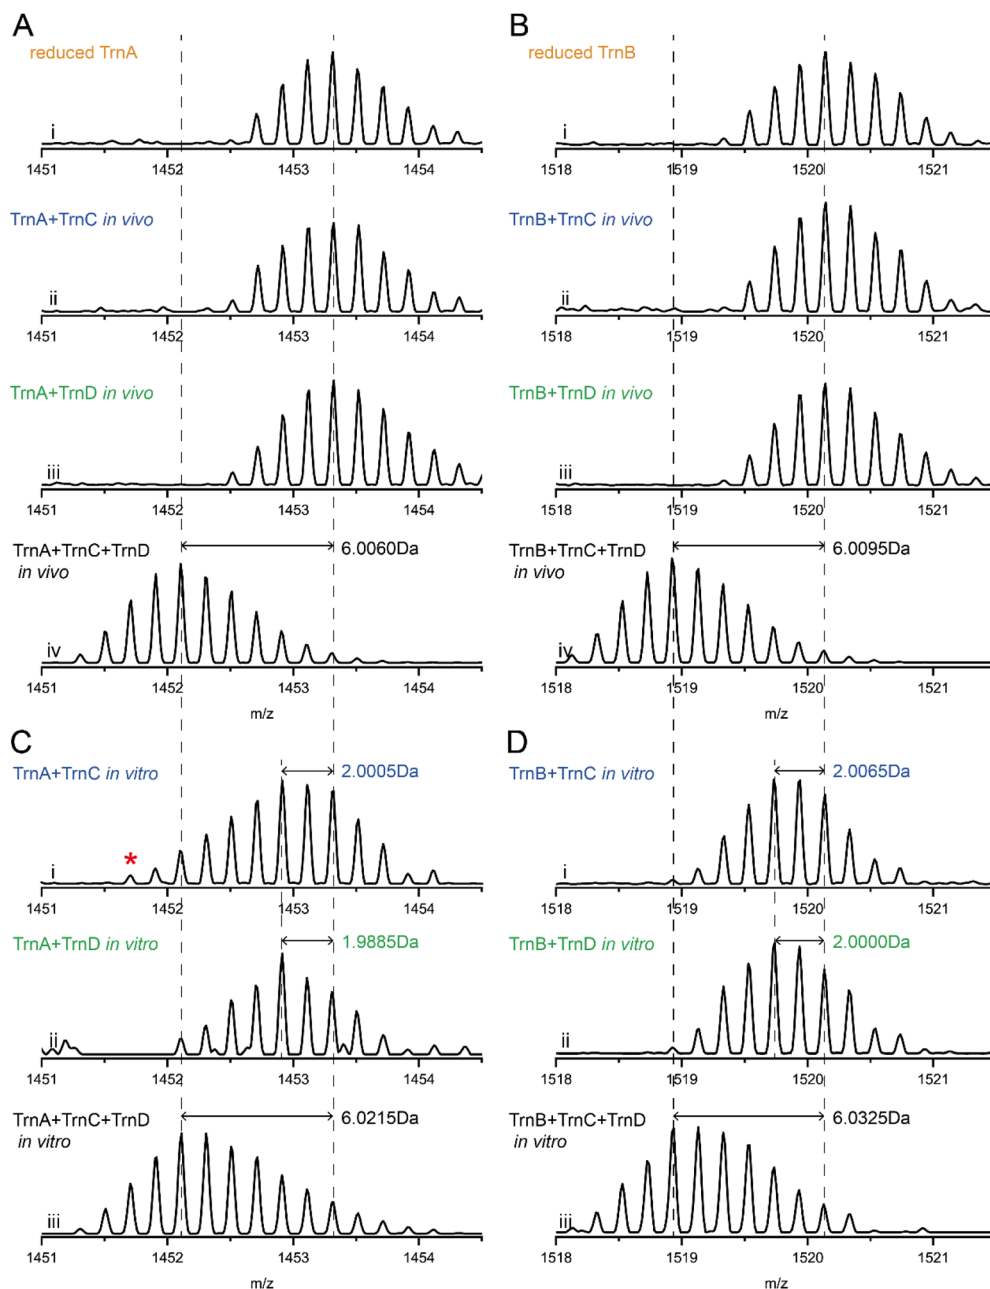 A
reduced TrnA
i
1451 1452 1453 1454
TrnA+TrnC in vivo
ii
1451 1452 1453 1454
TrnA+TrnD in vivo
iii
1451 1452 1453 1454
TrnA+TrnC+TrnD
in vivo
6.0060Da
iv
1451 1452 1453 1454
m/z
B
reduced TrnB
i
1518 1519 1520 1521
TrnB+TrnC in vivo
ii
1518 1519 1520 1521
TrnB+TrnD in vivo
iii
1518 1519 1520 1521
TrnB+TrnC+TrnD
in vivo
6.0095Da
iv
1518 1519 1520 1521
m/z
C
TrnA+TrnC in vitro
2.0005Da
*
i
1451 1452 1453 1454
TrnA+TrnD in vitro
1.9885Da
ii
1451 1452 1453 1454
TrnA+TrnC+TrnD
in vitro
6.0215Da
iii
1451 1452 1453 1454
m/z
D
TrnB+TrnC in vitro
2.0065Da
i
1518 1519 1520 1521
TrnB+TrnD in vitro
2.0000Da
ii
1518 1519 1520 1521
TrnB+TrnC+TrnD
in vitro
6.0325Da
iii
1518 1519 1520 1521
m/z